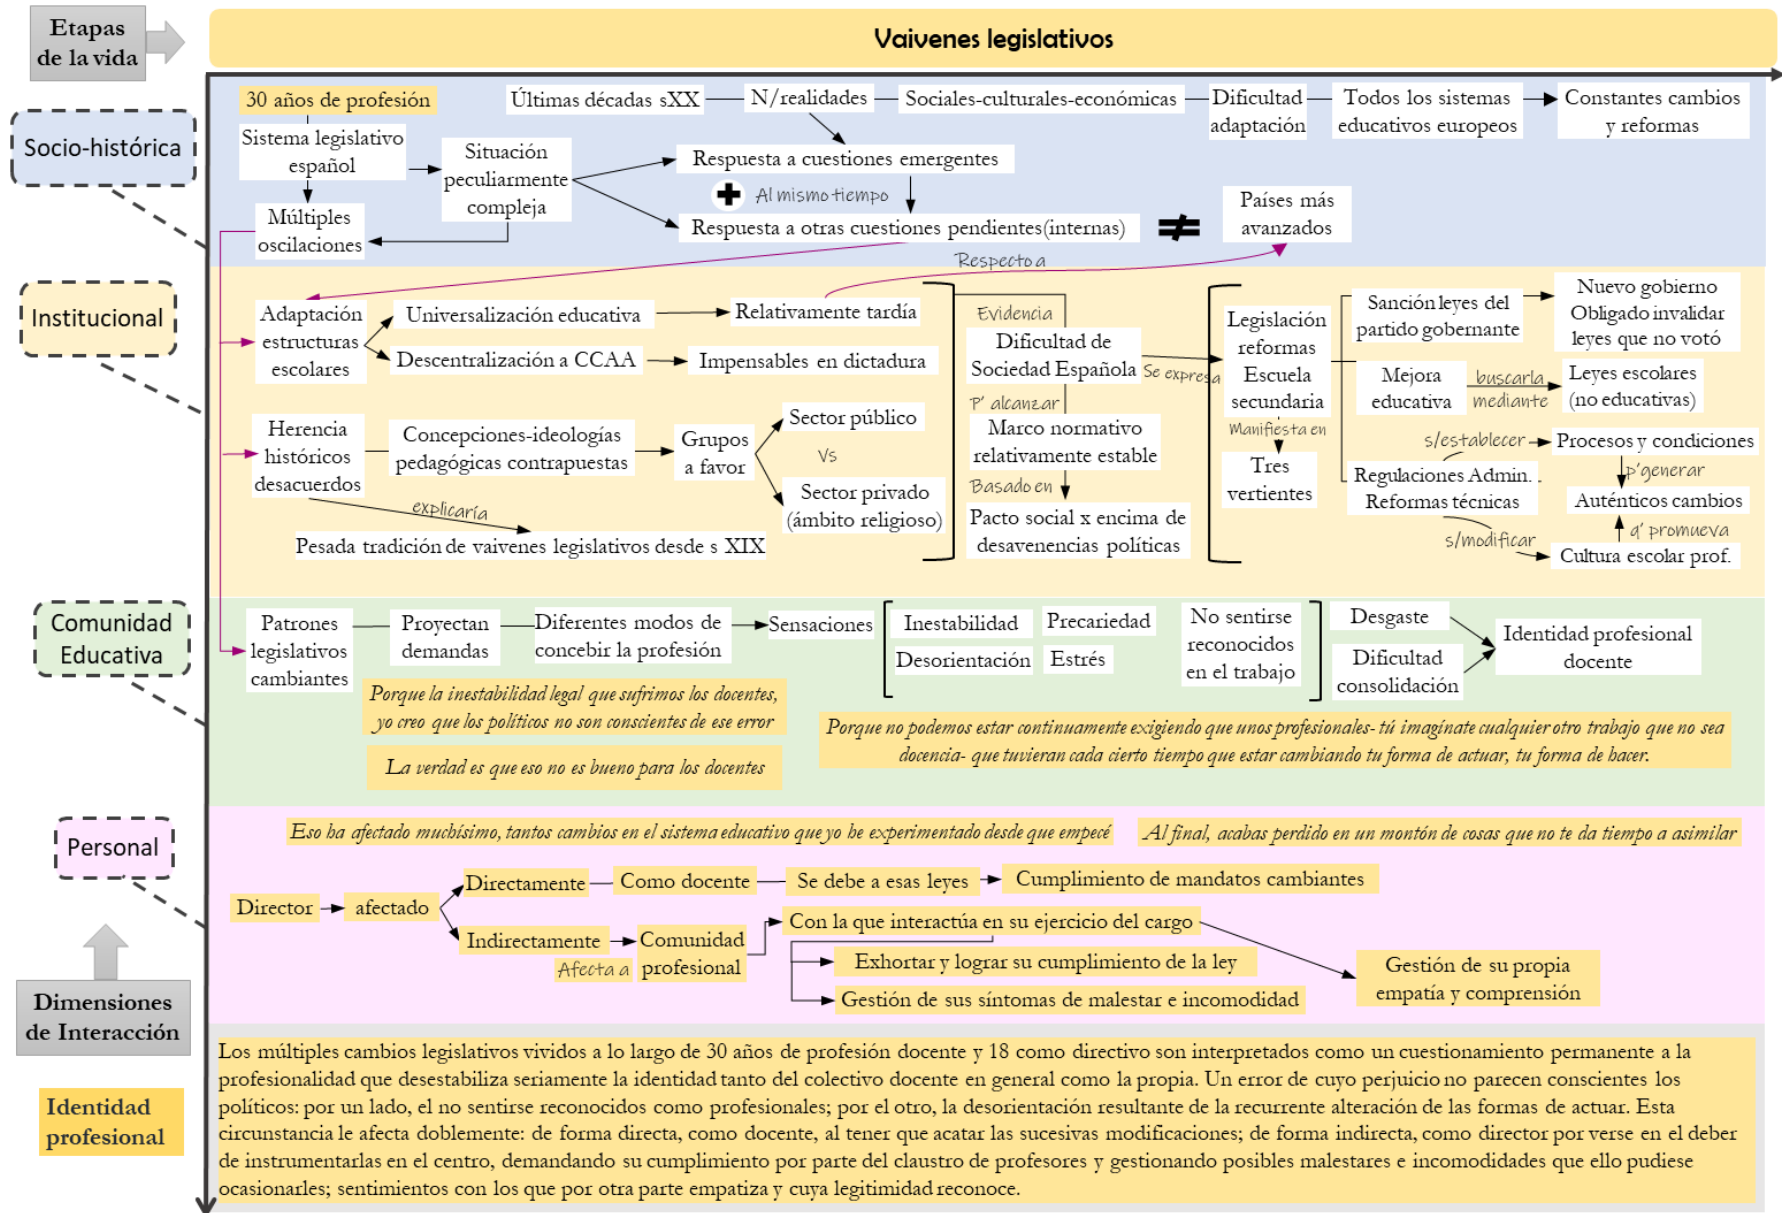 Etapas
de la vida
Vaivenes legislativos
Socio-histórica
30 años de profesión
Sistema legislativo
español
Múltiples
oscilaciones
Situación
peculiarmente
compleja
Últimas décadas sXX
N/realidades
Sociales-culturales-económicas
Dificultad
adaptación
Todos los sistemas
educativos europeos
Constantes cambios
y reformas
Respuesta a cuestiones emergentes
+
Al mismo tiempo
Respuesta a otras cuestiones pendientes(internas)
≠
Países más
avanzados
Respecto a
Institucional
Adaptación
estructuras
escolares
Universalización educativa
Relativamente tardía
Descentralización a CCAA
Impensables en dictadura
Herencia
históricos
desacuerdos
Concepciones-ideologías
pedagógicas contrapuestas
Grupos
a favor
Sector público
Vs
Sector privado
(ámbito religioso)
explicaría
Pesada tradición de vaivenes legislativos desde s XIX
Evidencia
Dificultad de
Sociedad Española
P' alcanzar
Marco normativo
relativamente estable
Basado en
Pacto social x encima de
desavenencias políticas
Se expresa
Legislación
reformas
Escuela
secundaria
Manifiesta en
Tres
vertientes
Sanción leyes del
partido gobernante
Nuevo gobierno
Obligado invalidar
leyes que no votó
Mejora
educativa
buscarla
mediante
Leyes escolares
(no educativas)
Regulaciones Admin.
Reformas técnicas
s/establecer
Procesos y condiciones
p'generar
Auténticos cambios
q' promueva
s/modificar
Cultura escolar prof.
Comunidad
Educativa
Patrones
legislativos
cambiantes
Proyectan
demandas
Diferentes modos de
concebir la profesión
Sensaciones
Inestabilidad
Precariedad
Desorientación
Estrés
No sentirse
reconocidos
en el trabajo
Desgaste
Dificultad
consolidación
Identidad profesional
docente
Porque la inestabilidad legal que sufrimos los docentes,
yo creo que los políticos no son conscientes de ese error
La verdad es que eso no es bueno para los docentes
Porque no podemos estar continuamente exigiendo que unos profesionales- tú imagínate cualquier otro trabajo que no sea
docencia- que tuvieran cada cierto tiempo que estar cambiando tu forma de actuar, tu forma de hacer.
Personal
Eso ha afectado muchísimo, tantos cambios en el sistema educativo que yo he experimentado desde que empecé
Al final, acabas perdido en un montón de cosas que no te da tiempo a asimilar
Director
afectado
Directamente
Como docente
Se debe a esas leyes
Cumplimiento de mandatos cambiantes
Indirectamente
Afecta a
Comunidad
profesional
Con la que interactúa en su ejercicio del cargo
Exhortar y lograr su cumplimiento de la ley
Gestión de sus síntomas de malestar e incomodidad
Gestión de su propia
empatía y comprensión
Dimensiones
de Interacción
Identidad
profesional
Los múltiples cambios legislativos vividos a lo largo de 30 años de profesión docente y 18 como directivo son interpretados como un cuestionamiento permanente a la
profesionalidad que desestabiliza seriamente la identidad tanto del colectivo docente en general como la propia. Un error de cuyo perjuicio no parecen conscientes los
políticos: por un lado, el no sentirse reconocidos como profesionales; por el otro, la desorientación resultante de la recurrente alteración de las formas de actuar. Esta
circunstancia le afecta doblemente: de forma directa, como docente, al tener que acatar las sucesivas modificaciones; de forma indirecta, como director por verse en el deber
de instrumentarlas en el centro, demandando su cumplimiento por parte del claustro de profesores y gestionando posibles malestares e incomodidades que ello pudiese
ocasionarles; sentimientos con los que por otra parte empatiza y cuya legitimidad reconoce.